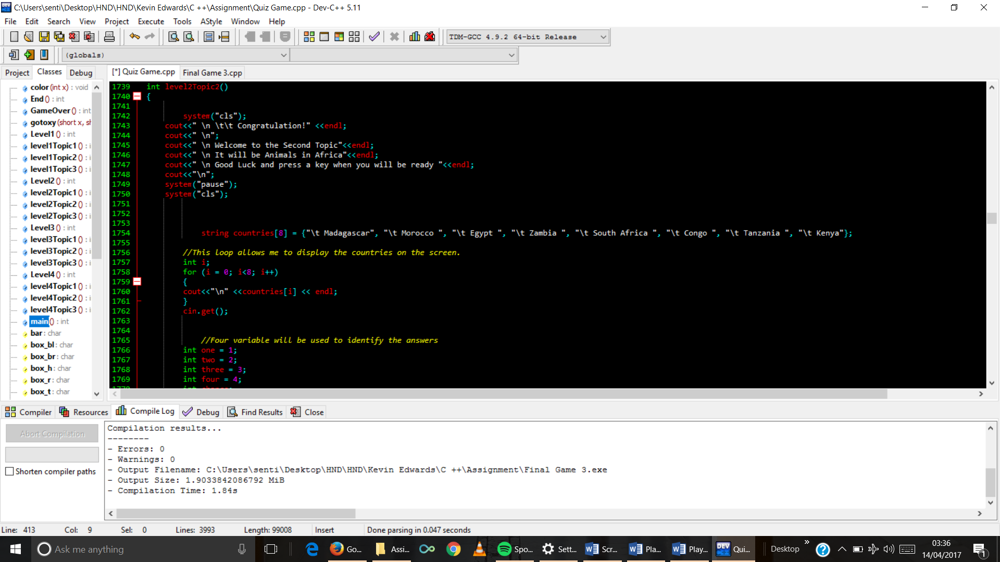 C:\Users\senti\Desktop\HND\HND\Kevin Edwards\C ++\Assignment\Quiz Game.cpp - Dev-C++ 5.11
File Edit Search View Project Execute Tools AStyle Window Help
TDM-GCC 4.9.2 64-bit Release
(globals)
Project Classes Debug
[*] Quiz Game.cpp Final Game 3.cpp
color (int x) : void
End () : int
GameOver () : int
gotoxy (short x, sh
Level1 () : int
level1Topic1 () : i
level1Topic2 () : i
level1Topic3 () : i
Level2 () : int
level2Topic1 () : i
level2Topic2 () : i
level2Topic3 () : i
Level3 () : int
level3Topic1 () : i
level3Topic2 () : i
level3Topic3 () : i
Level4 () : int
level4Topic1 () : i
level4Topic2 () : i
level4Topic3 () : i
main () : int
bar : char
box_bl : char
box_br : char
box_h : char
box_r : char
box_t : char
1739 int level2Topic2()
1740 {
1741
1742 system("cls");
1743 cout<<" \n \t\t Congratulation!" <<endl;
1744 cout<<" \n";
1745 cout<<" \n Welcome to the Second Topic"<<endl;
1746 cout<<" \n It will be Animals in Africa"<<endl;
1747 cout<<" \n Good Luck and press a key when you will be ready "<<endl;
1748 cout<<"\n";
1749 system("pause");
1750 system("cls");
1751
1752
1753
1754 string countries[8] = {"\t Madagascar", "\t Morocco ", "\t Egypt ", "\t Zambia ", "\t South Africa ", "\t Congo ", "\t Tanzania ", "\t Kenya"};
1755
1756 //This loop allows me to display the countries on the screen.
1757 int i;
1758 for (i = 0; i<8; i++)
1759 {
1760 cout<<"\n" <<countries[i] << endl;
1761 }
1762 cin.get();
1763
1764
1765 //Four variable will be used to identify the answers
1766 int one = 1;
1767 int two = 2;
1768 int three = 3;
1769 int four = 4;
Compiler Resources Compile Log Debug Find Results Close
Abort Compilation
Shorten compiler paths
Compilation results...
--------
- Errors: 0
- Warnings: 0
- Output Filename: C:\Users\senti\Desktop\HND\HND\Kevin Edwards\C ++\Assignment\Final Game 3.exe
- Output Size: 1.9033842086792 MiB
- Compilation Time: 1.84s
Line: 413 Col: 9 Sel: 0 Lines: 3993 Length: 99008 Insert Done parsing in 0.047 seconds
Ask me anything
Go... Assi... Spo... Sett... Scr... Pla... Play... Qui... Desktop
03:36
14/04/2017
1